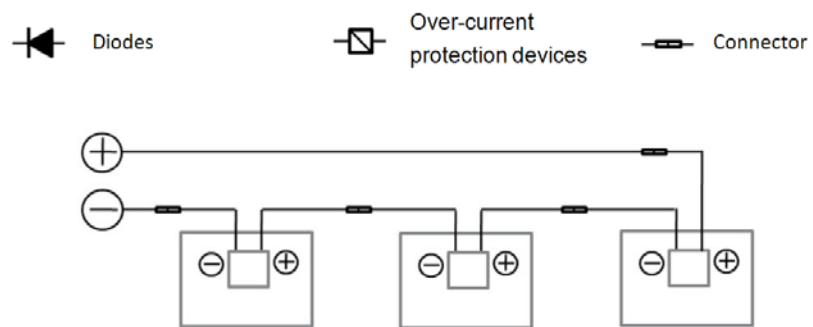 Diodes
Over-current
protection devices
Connector
+
−
− +
− +
− +